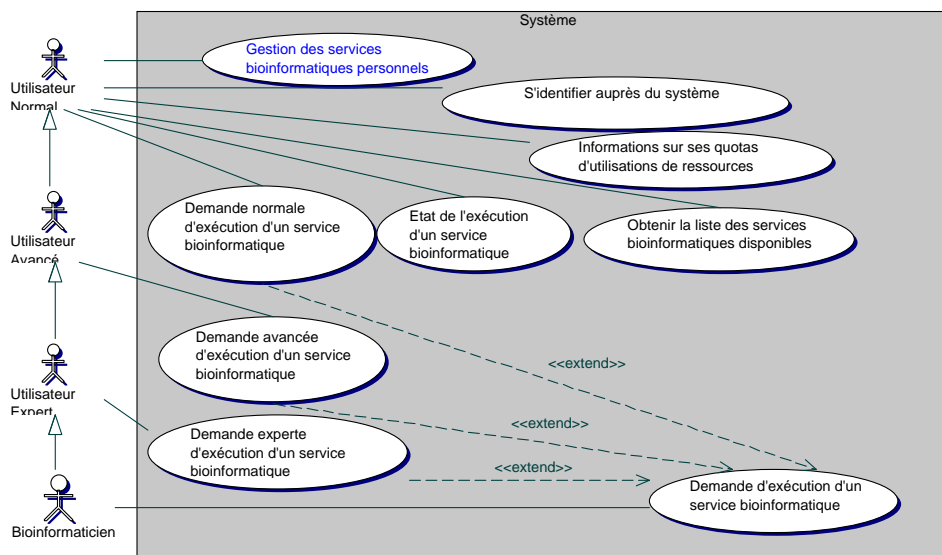 Système
Gestion des services
bioinformatiques personnels
Utilisateur
Normal
S'identifier auprès du système
Informations sur ses quotas
d'utilisations de ressources
Demande normale
d'exécution d'un service
bioinformatique
Etat de l'exécution
d'un service
bioinformatique
Obtenir la liste des services
bioinformatiques disponibles
Utilisateur
Avancé
Demande avancée
d'exécution d'un service
bioinformatique
<<extend>>
Utilisateur
Expert
<<extend>>
Demande experte
d'exécution d'un service
bioinformatique
<<extend>>
Demande d'exécution d'un
service bioinformatique
Bioinformaticien